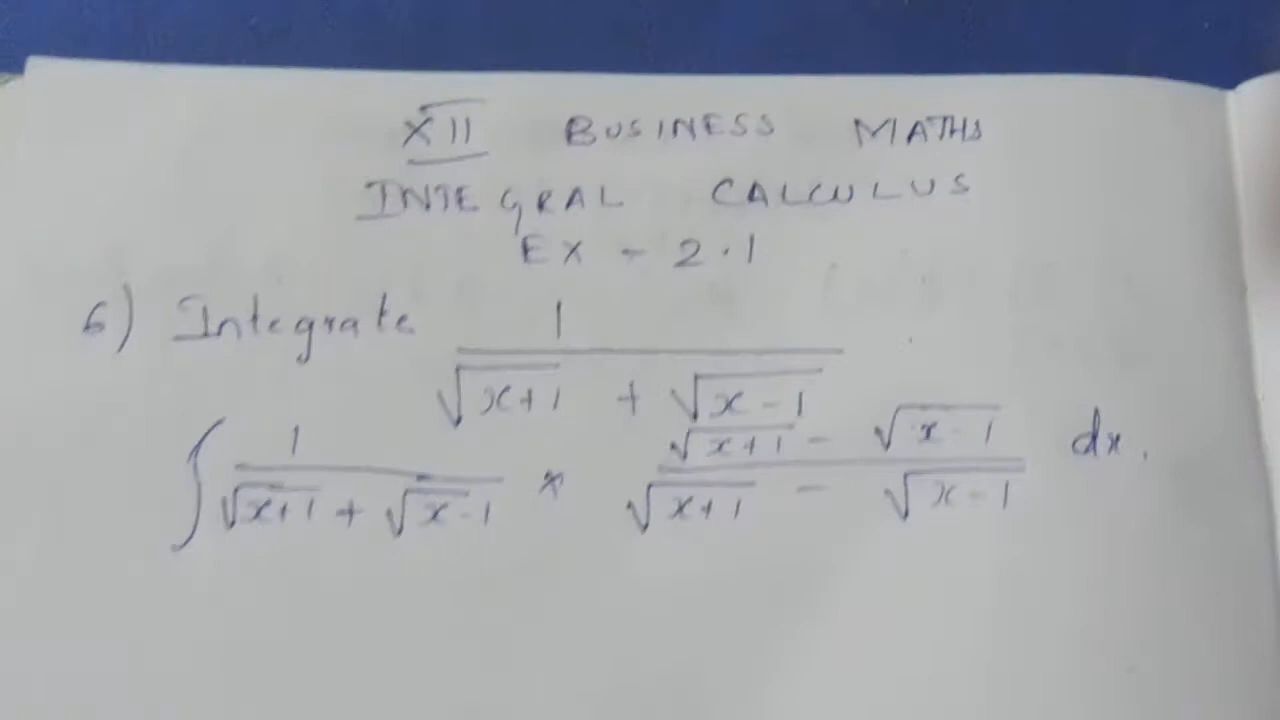 XII BUSINESS MATHS
INTEGRAL CALCULUS
EX - 2.1
6) Integrate 1/(√(x+1) + √(x-1))
∫ 1/(√(x+1) + √(x-1)) * (√(x+1) - √(x-1))/(√(x+1) - √(x-1)) dx.